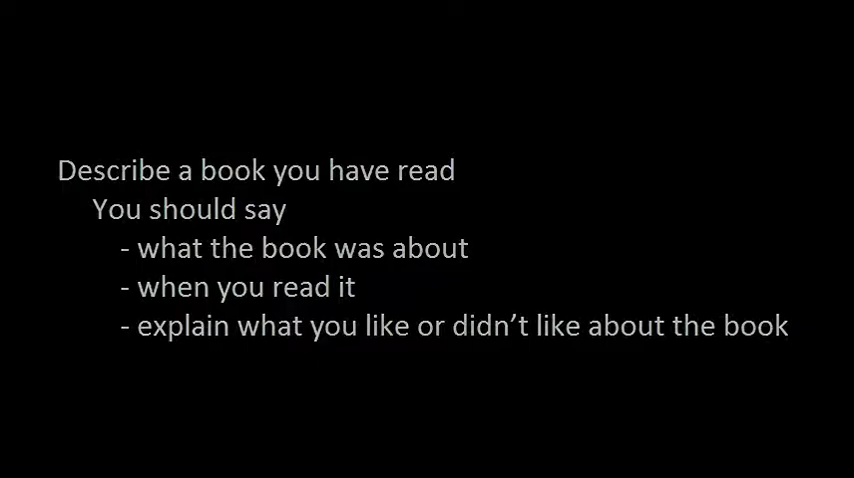 Describe a book you have read
You should say
- what the book was about
- when you read it
- explain what you like or didn’t like about the book